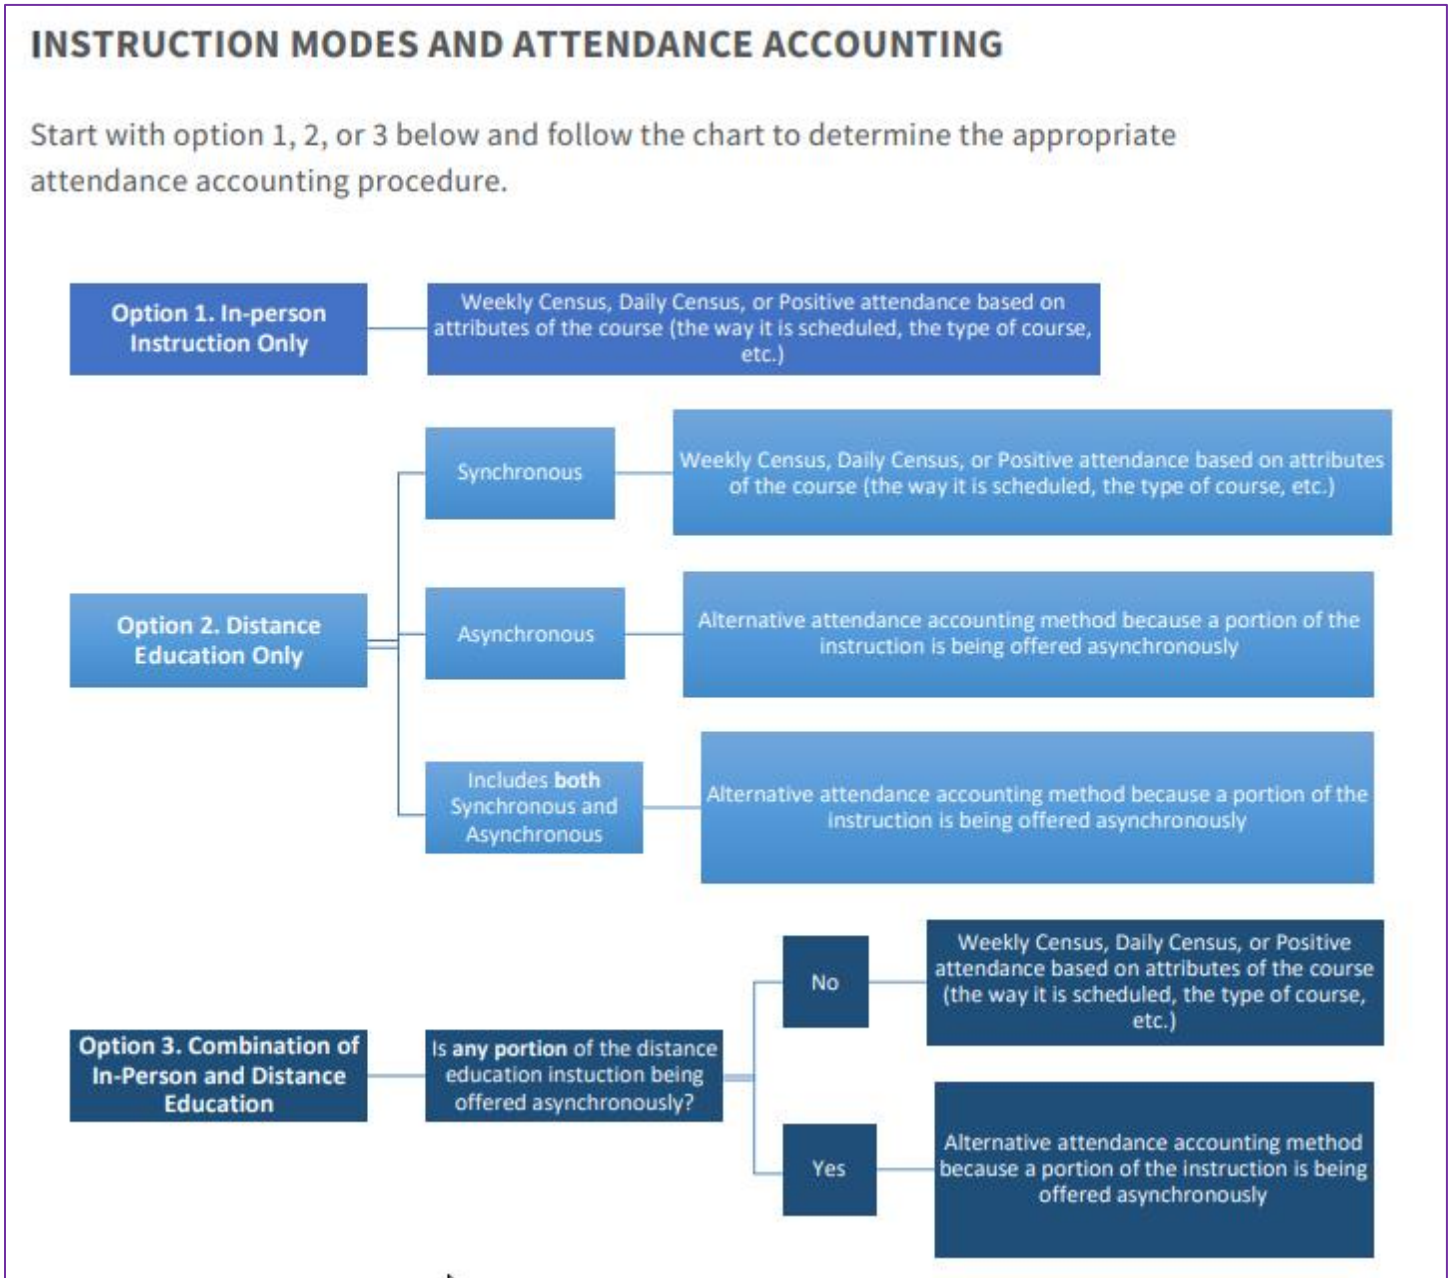 INSTRUCTION MODES AND ATTENDANCE ACCOUNTING
Start with option 1, 2, or 3 below and follow the chart to determine the appropriate
attendance accounting procedure.
Option 1. In-person
Instruction Only
Weekly Census, Daily Census, or Positive attendance based on
attributes of the course (the way it is scheduled, the type of course,
etc.)
Option 2. Distance
Education Only
Synchronous
Weekly Census, Daily Census, or Positive attendance based on attributes
of the course (the way it is scheduled, the type of course, etc.)
Asynchronous
Alternative attendance accounting method because a portion of the
instruction is being offered asynchronously
Includes both
Synchronous and
Asynchronous
Alternative attendance accounting method because a portion of the
instruction is being offered asynchronously
Option 3. Combination of
In-Person and Distance
Education
Is any portion of the distance
education instuction being
offered asynchronously?
No
Weekly Census, Daily Census, or Positive
attendance based on attributes of the course
(the way it is scheduled, the type of course,
etc.)
Yes
Alternative attendance accounting method
because a portion of the instruction is being
offered asynchronously